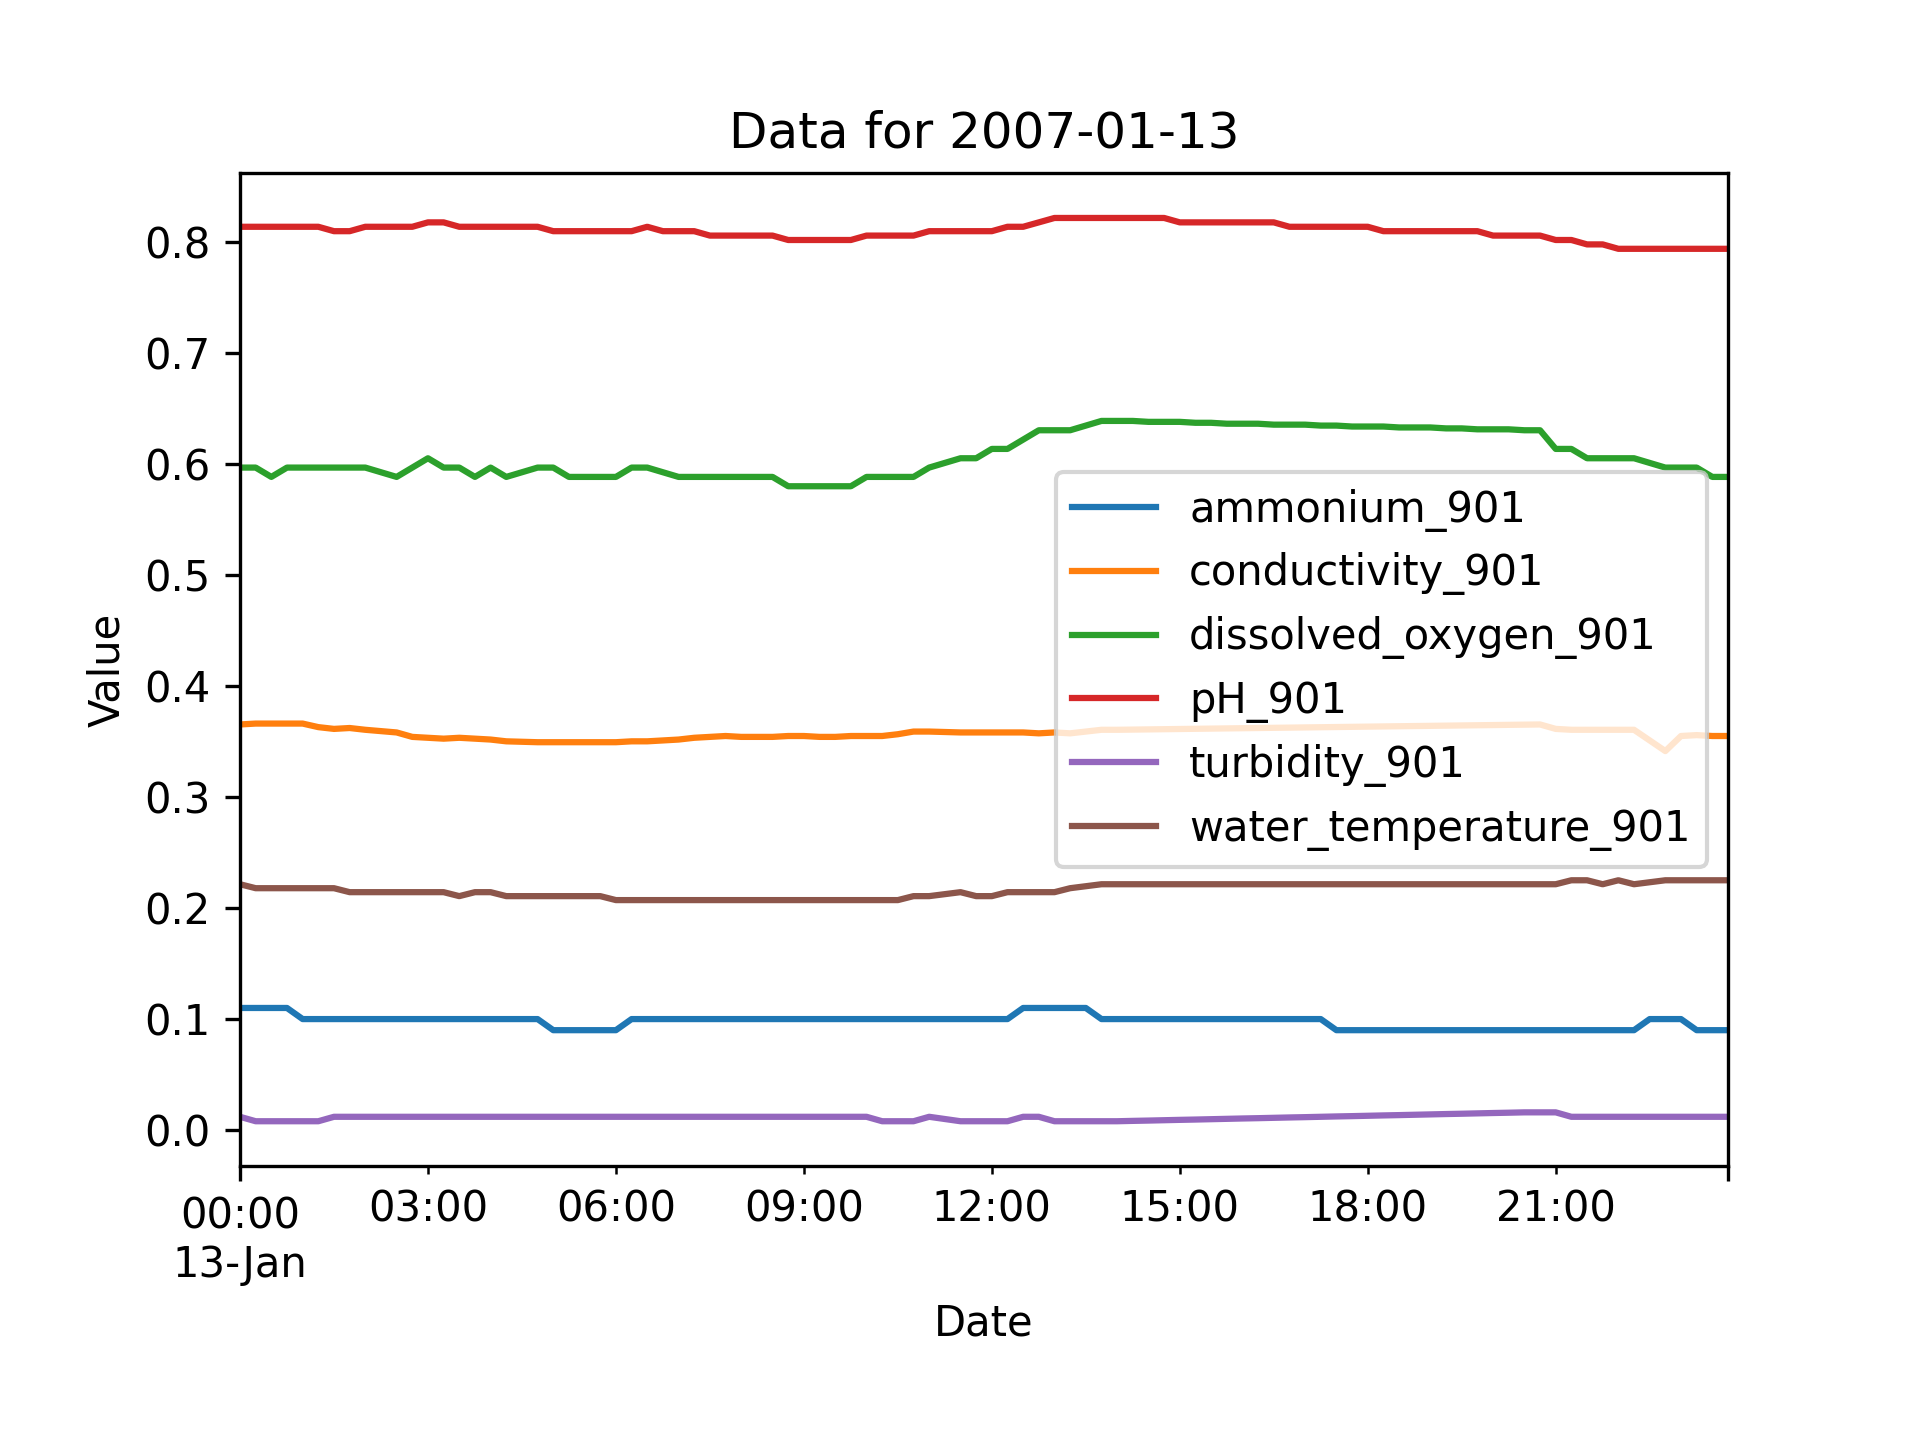 Data for 2007-01-13
Value
0.8
0.7
0.6
0.5
0.4
0.3
0.2
0.1
0.0
ammonium_901
conductivity_901
dissolved_oxygen_901
pH_901
turbidity_901
water_temperature_901
00:00 03:00 06:00 09:00 12:00 15:00 18:00 21:00
13-Jan
Date